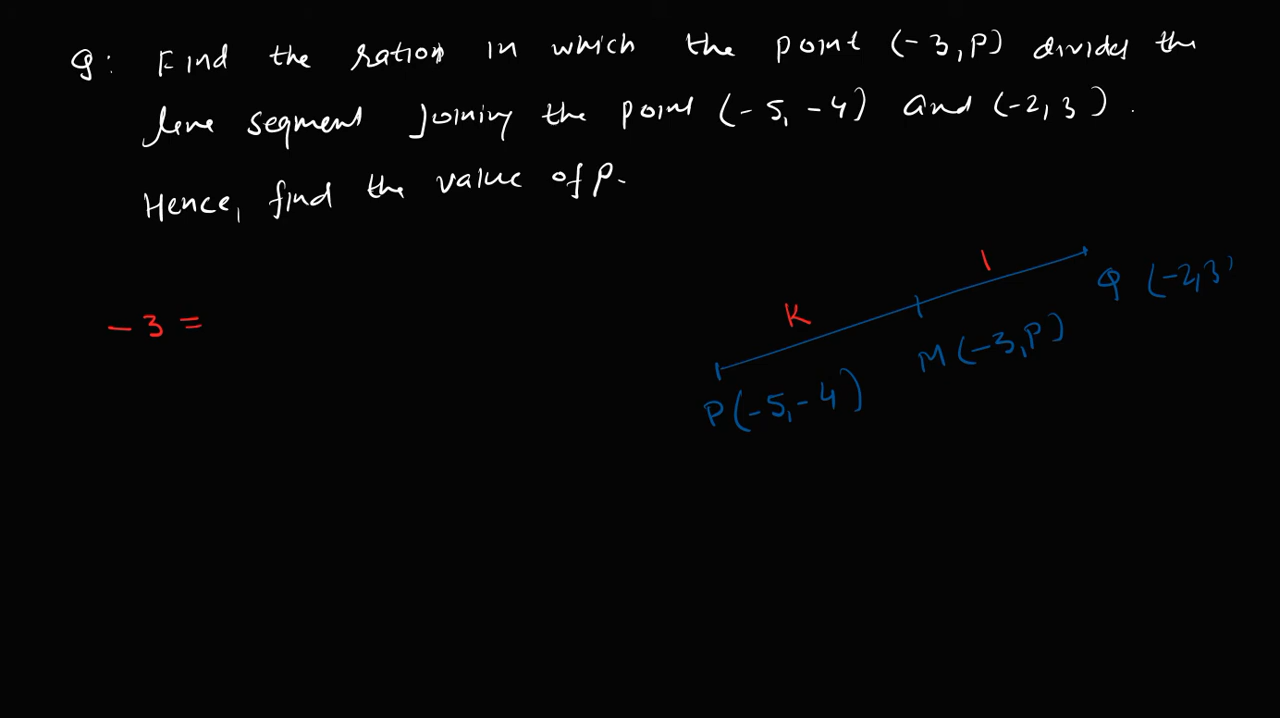 Q: Find the ration in which the point (-3, P) divides the
line segment Joining the point (-5, -4) and (-2, 3).
Hence, find the value of P.
K
1
-3 =
P(-5, -4)
M(-3, P)
Q (-2, 3)